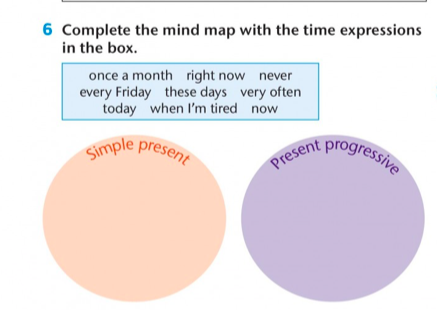 6 Complete the mind map with the time expressions
in the box.
once a month right now never
every Friday these days very often
today when I'm tired now
Simple present
Present progressive